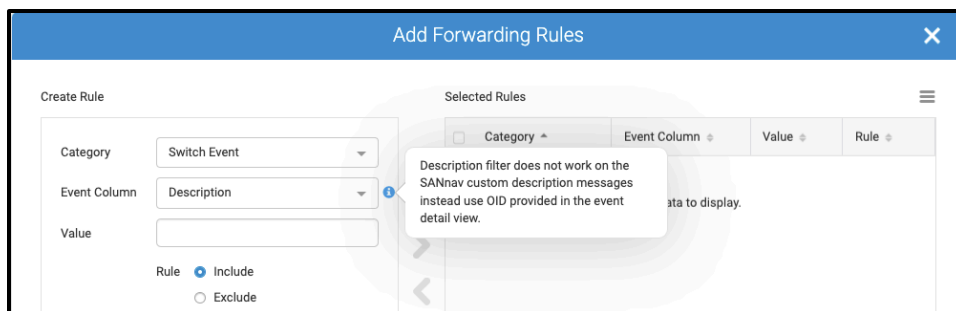 Add Forwarding Rules
Create Rule
Selected Rules
Category
Event Column
Value
Rule
Category
Switch Event
Event Column
Description
Description filter does not work on the
SANnav custom description messages
instead use OID provided in the event
detail view.
ata to display.
Value
Rule
Include
Exclude